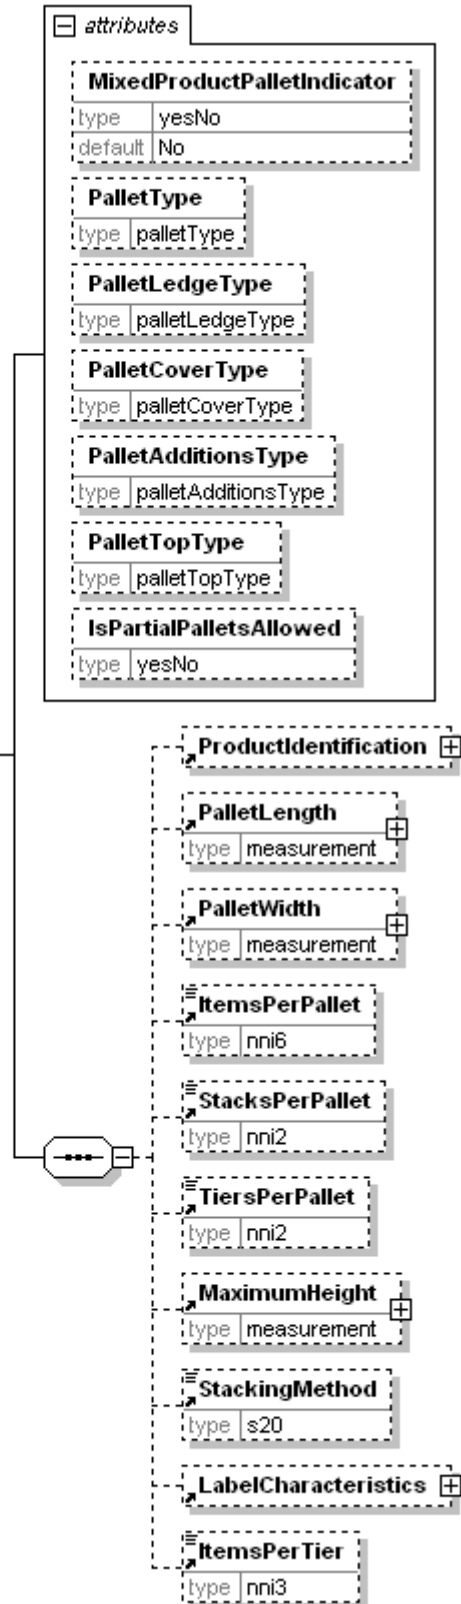 attributes
MixedProductPalletIndicator
type yesNo
default No
PalletType
type palletType
PalletLedgeType
type palletLedgeType
PalletCoverType
type palletCoverType
PalletAdditionsType
type palletAdditionsType
PalletTopType
type palletTopType
IsPartialPalletsAllowed
type yesNo
ProductIdentification
PalletLength
type measurement
PalletWidth
type measurement
ItemsPerPallet
type nni6
StacksPerPallet
type nni2
TiersPerPallet
type nni2
MaximumHeight
type measurement
StackingMethod
type s20
LabelCharacteristics
ItemsPerTier
type nni3